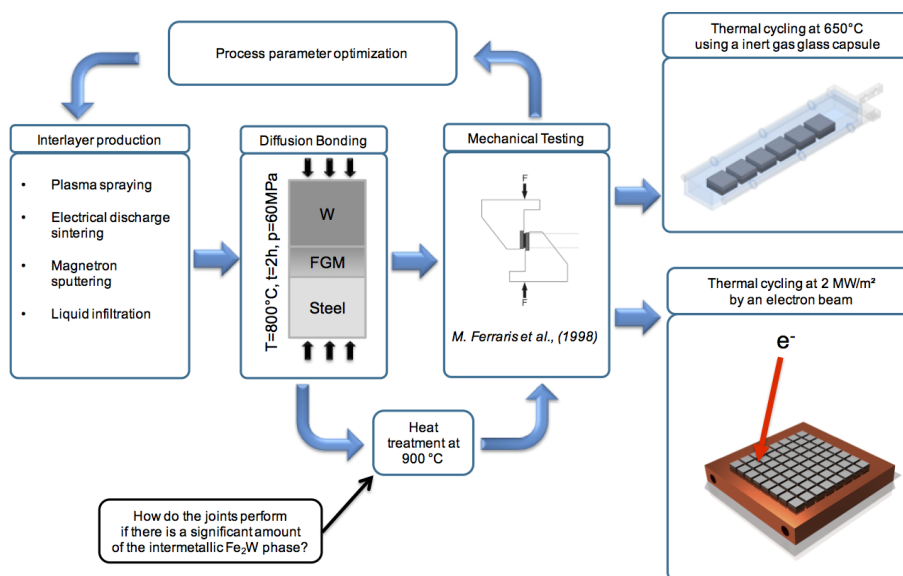 Process parameter optimization
Thermal cycling at 650°C
using a inert gas glass capsule
Interlayer production
• Plasma spraying
• Electrical discharge
sintering
• Magnetron
sputtering
• Liquid infiltration
Diffusion Bonding
T=800°C, t=2h, p=60MPa
W
FGM
Steel
Mechanical Testing
F
F
M. Ferraris et al., (1998)
Thermal cycling at 2 MW/m²
by an electron beam
e-
Heat
treatment at
900 °C
How do the joints perform
if there is a significant amount
of the intermetallic Fe₂W phase?